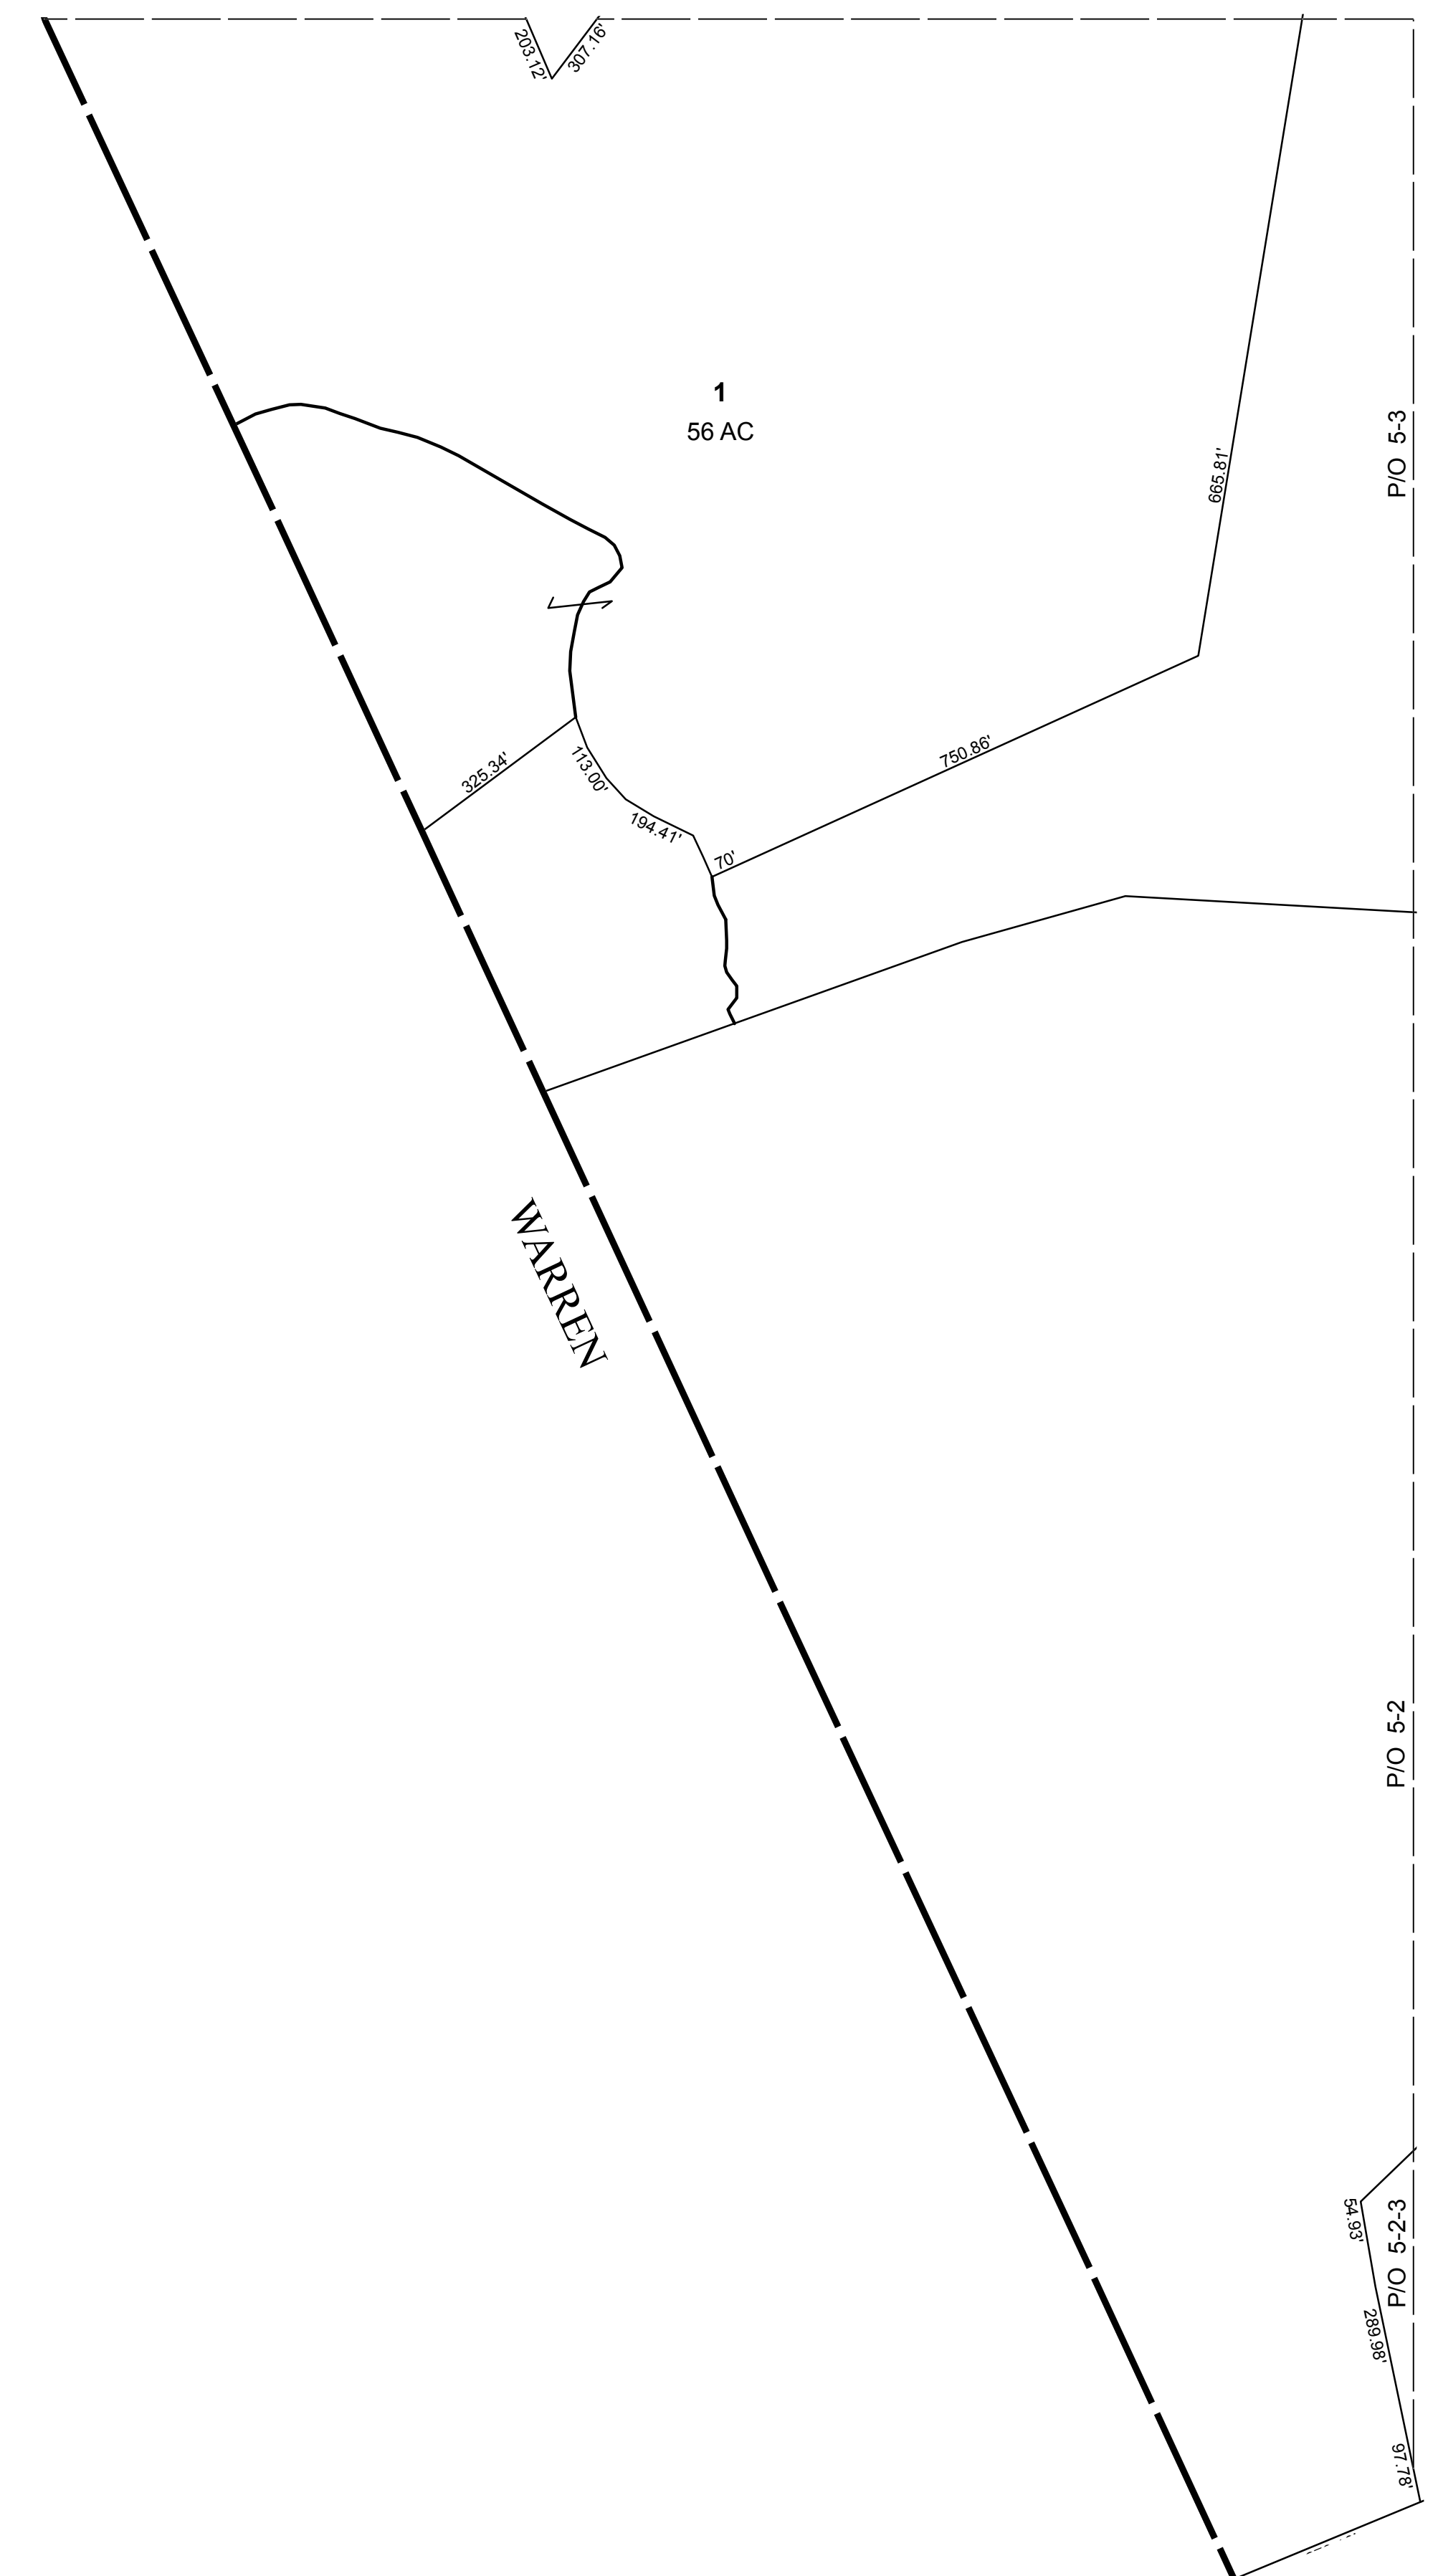 203.12'
307.16'
1
56 AC
P/O 5-3
665.81'
325.34'
113.00'
750.86'
194.41'
70'
WARREN
P/O 5-2
54.93'
P/O 5-2-3
289.98'
97.78'